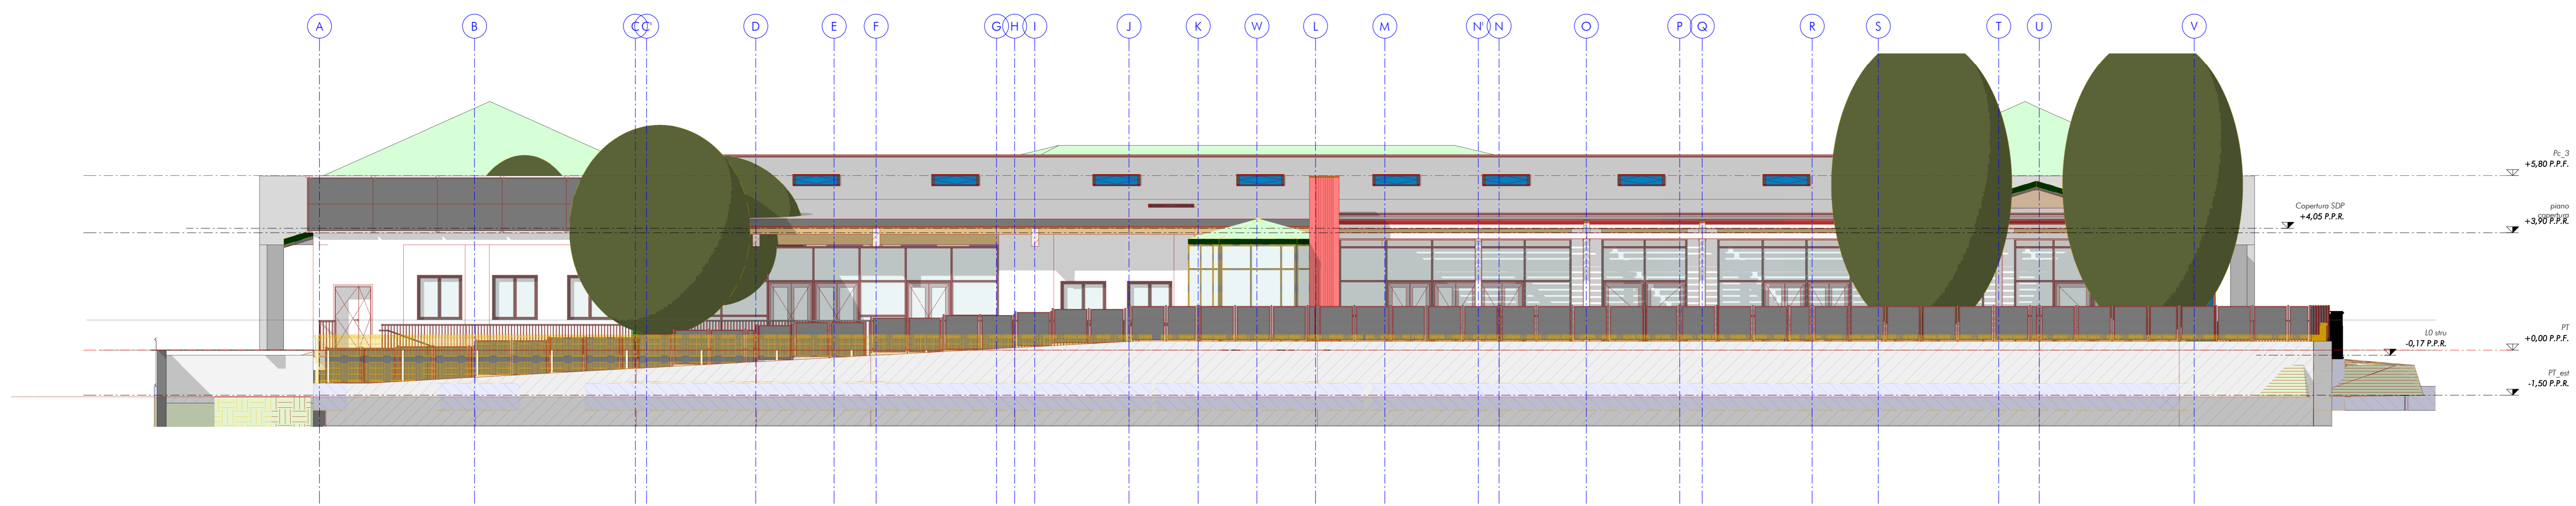 A B C C' D E F G H I J K W L M N' N O P Q R S T U V
Pc_3
+5,80 P.P.F.
Copertura SDP
+4,05 P.P.R.
piano
copertura
+3,90 P.P.R.
L0 stru
-0,17 P.P.R.
PT
+0,00 P.P.F.
PT_est
-1,50 P.P.R.